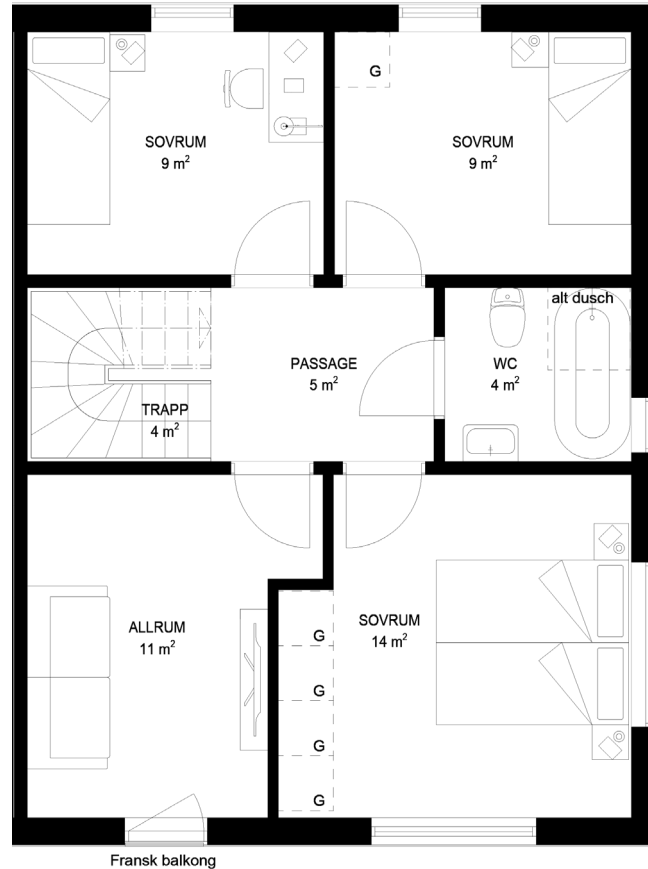 G
SOVRUM
9 m²
SOVRUM
9 m²
alt dusch
PASSAGE
5 m²
WC
4 m²
TRAPP
4 m²
ALLRUM
11 m²
SOVRUM
14 m²
G
G
G
G
Fransk balkong